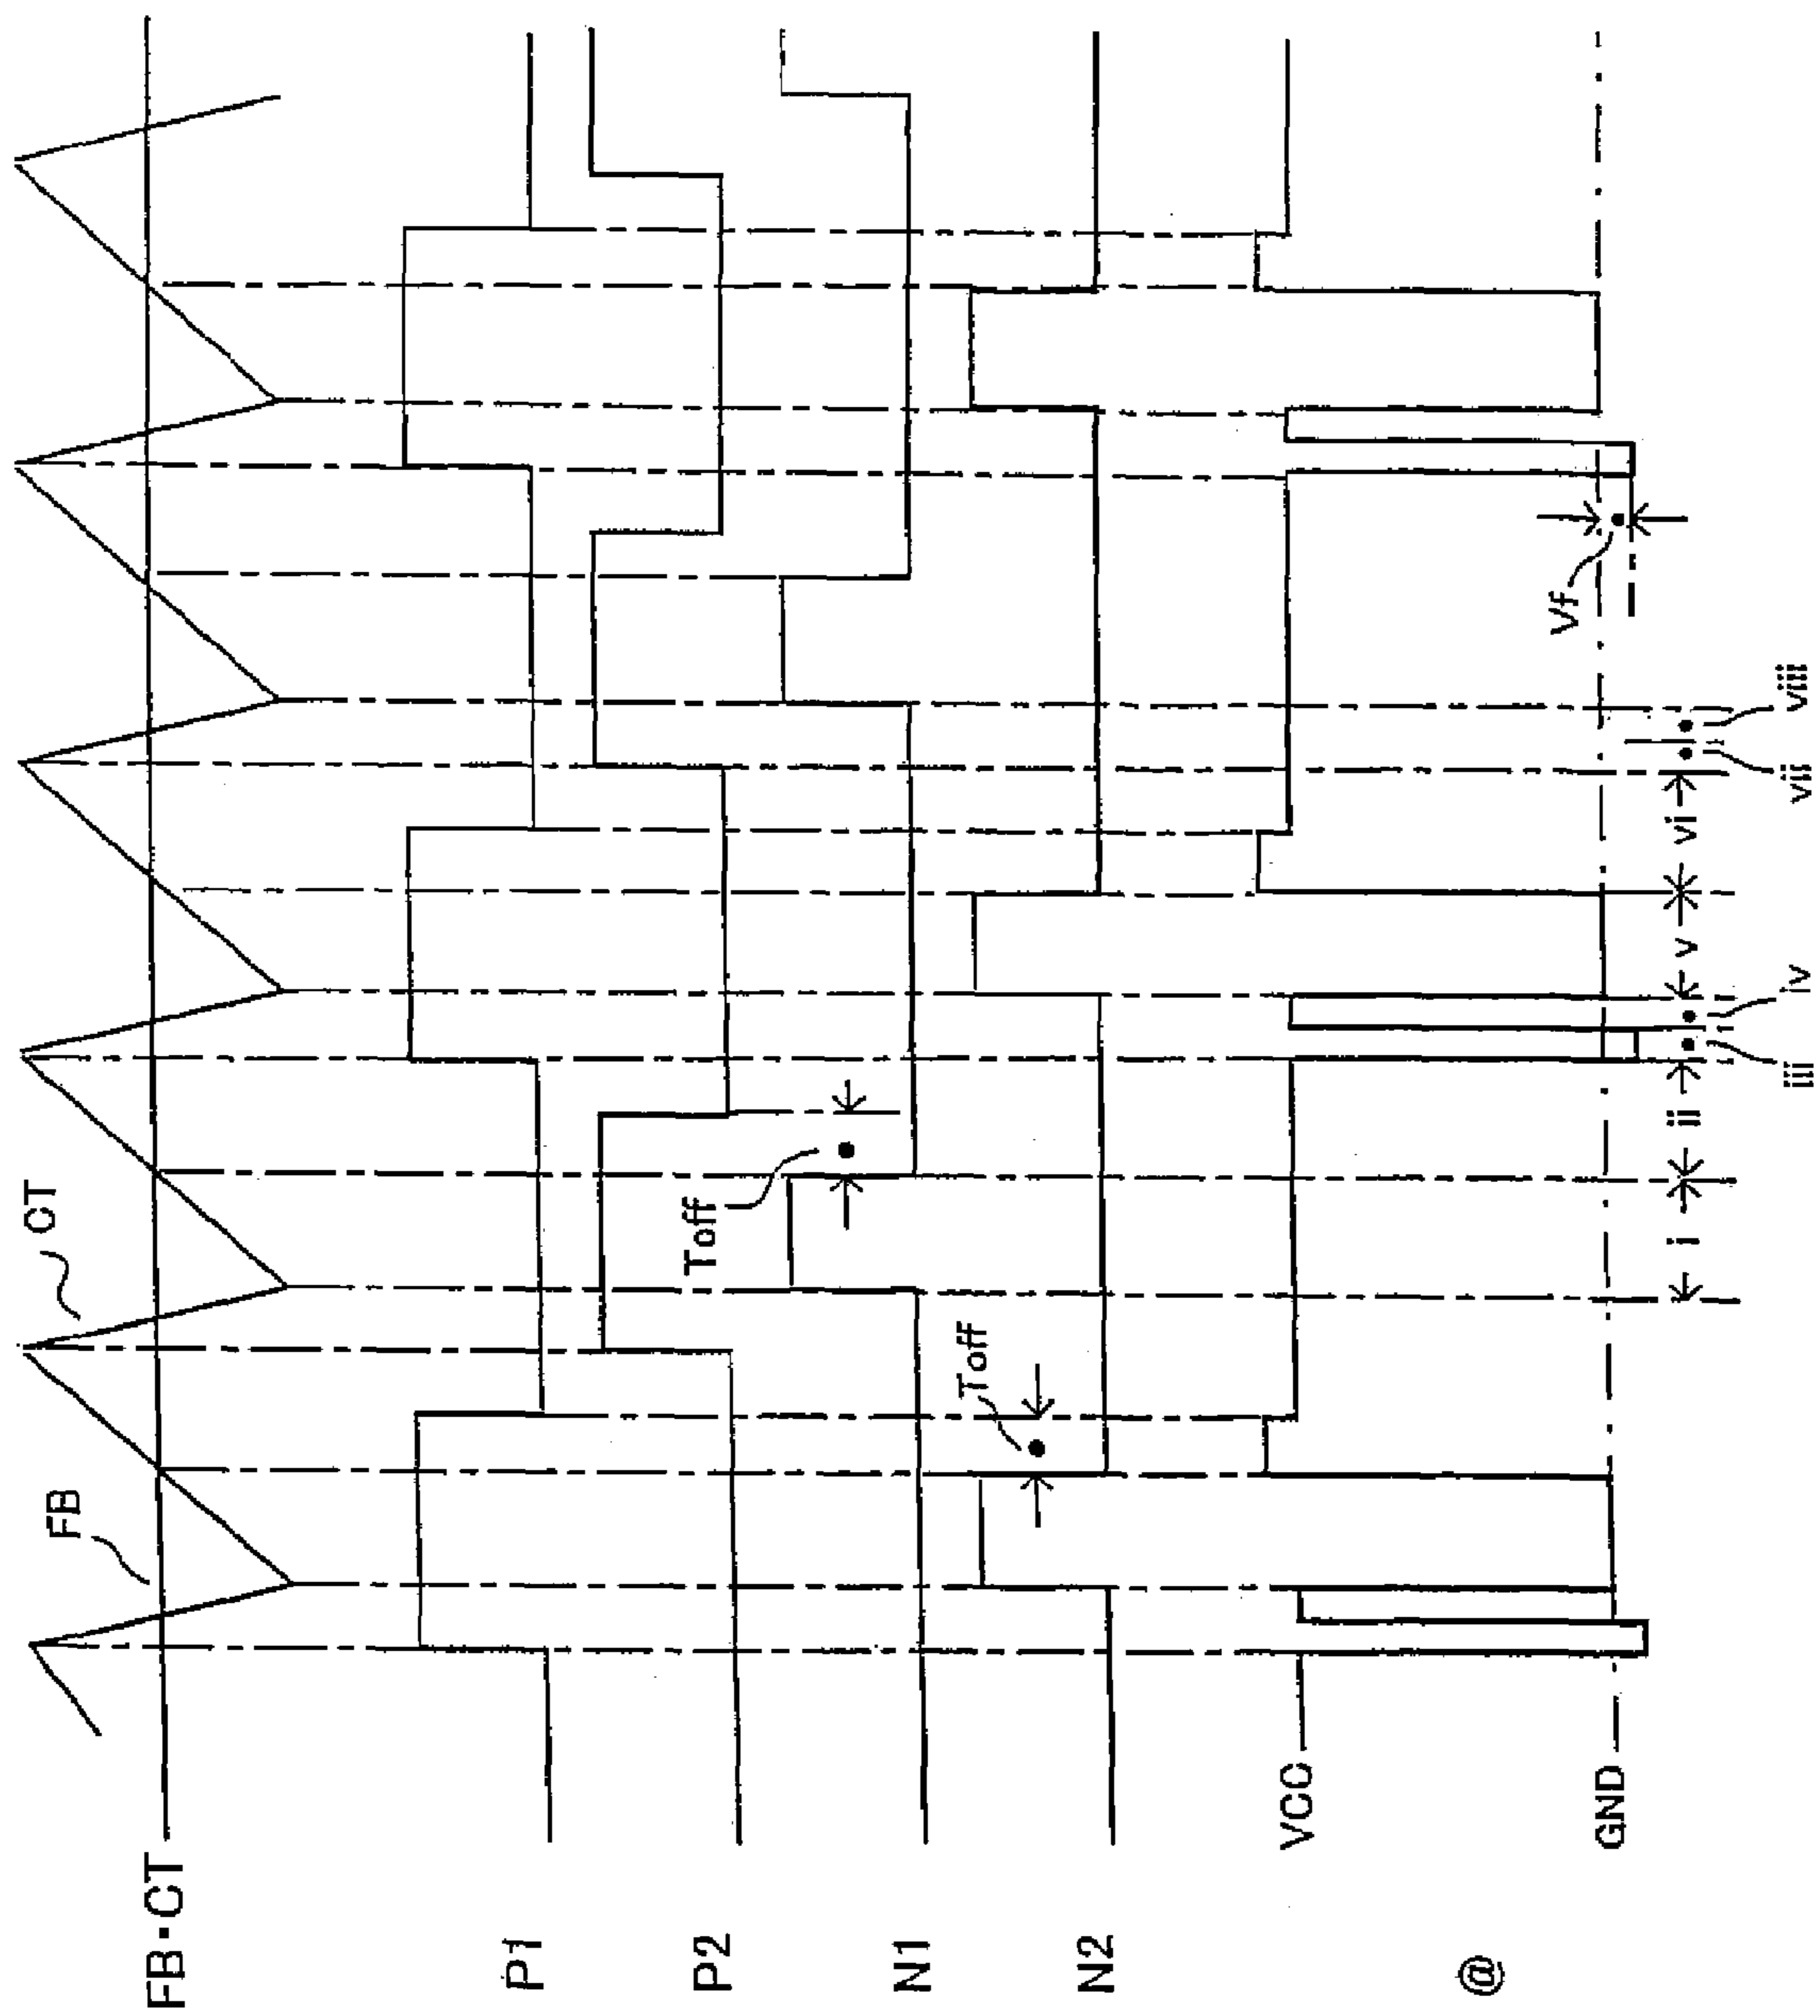 FB
CT
FB・CT
P1
P2
Toff
N1
Toff
N2
VCC
@
Vf
GND
i
ii
iii
iv
v
vi
vii
viii